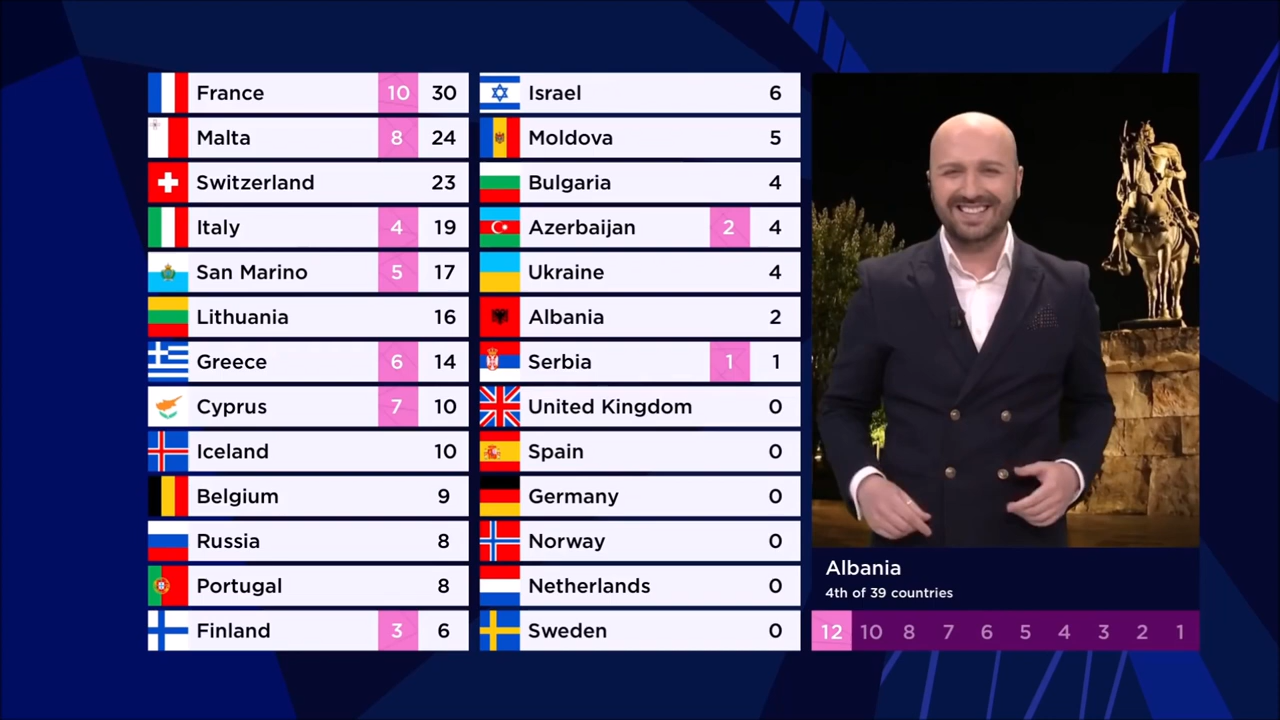 France 10 30
Malta 8 24
Switzerland 23
Italy 4 19
San Marino 5 17
Lithuania 16
Greece 6 14
Cyprus 7 10
Iceland 10
Belgium 9
Russia 8
Portugal 8
Finland 3 6
Israel 6
Moldova 5
Bulgaria 4
Azerbaijan 2 4
Ukraine 4
Albania 2
Serbia 1 1
United Kingdom 0
Spain 0
Germany 0
Norway 0
Netherlands 0
Sweden 0
Albania
4th of 39 countries
12 10 8 7 6 5 4 3 2 1